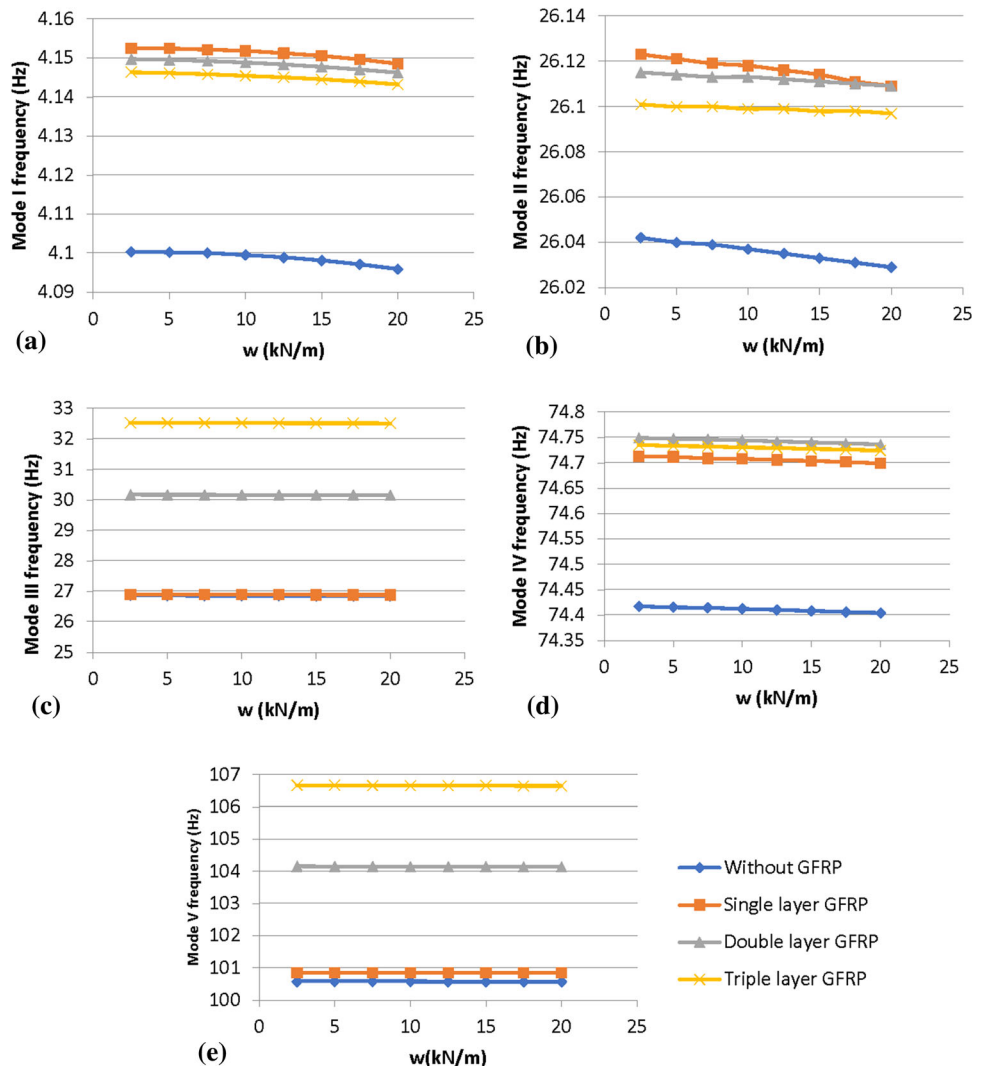 4.16
4.15
4.14
4.13
4.12
4.11
4.1
4.09
Mode I frequency (Hz)
0 5 10 15 20 25
w (kN/m)
(a)
26.14
26.12
26.1
26.08
26.06
26.04
26.02
Mode II frequency (Hz)
0 5 10 15 20 25
w (kN/m)
(b)
33
32
31
30
29
28
27
26
25
Mode III frequency (Hz)
0 5 10 15 20 25
w (kN/m)
(c)
74.8
74.75
74.7
74.65
74.6
74.55
74.5
74.45
74.4
74.35
Mode IV frequency (Hz)
0 5 10 15 20 25
w (kN/m)
(d)
107
106
105
104
103
102
101
100
Mode V frequency (Hz)
0 5 10 15 20 25
w(kN/m)
(e)
Without GFRP
Single layer GFRP
Double layer GFRP
Triple layer GFRP